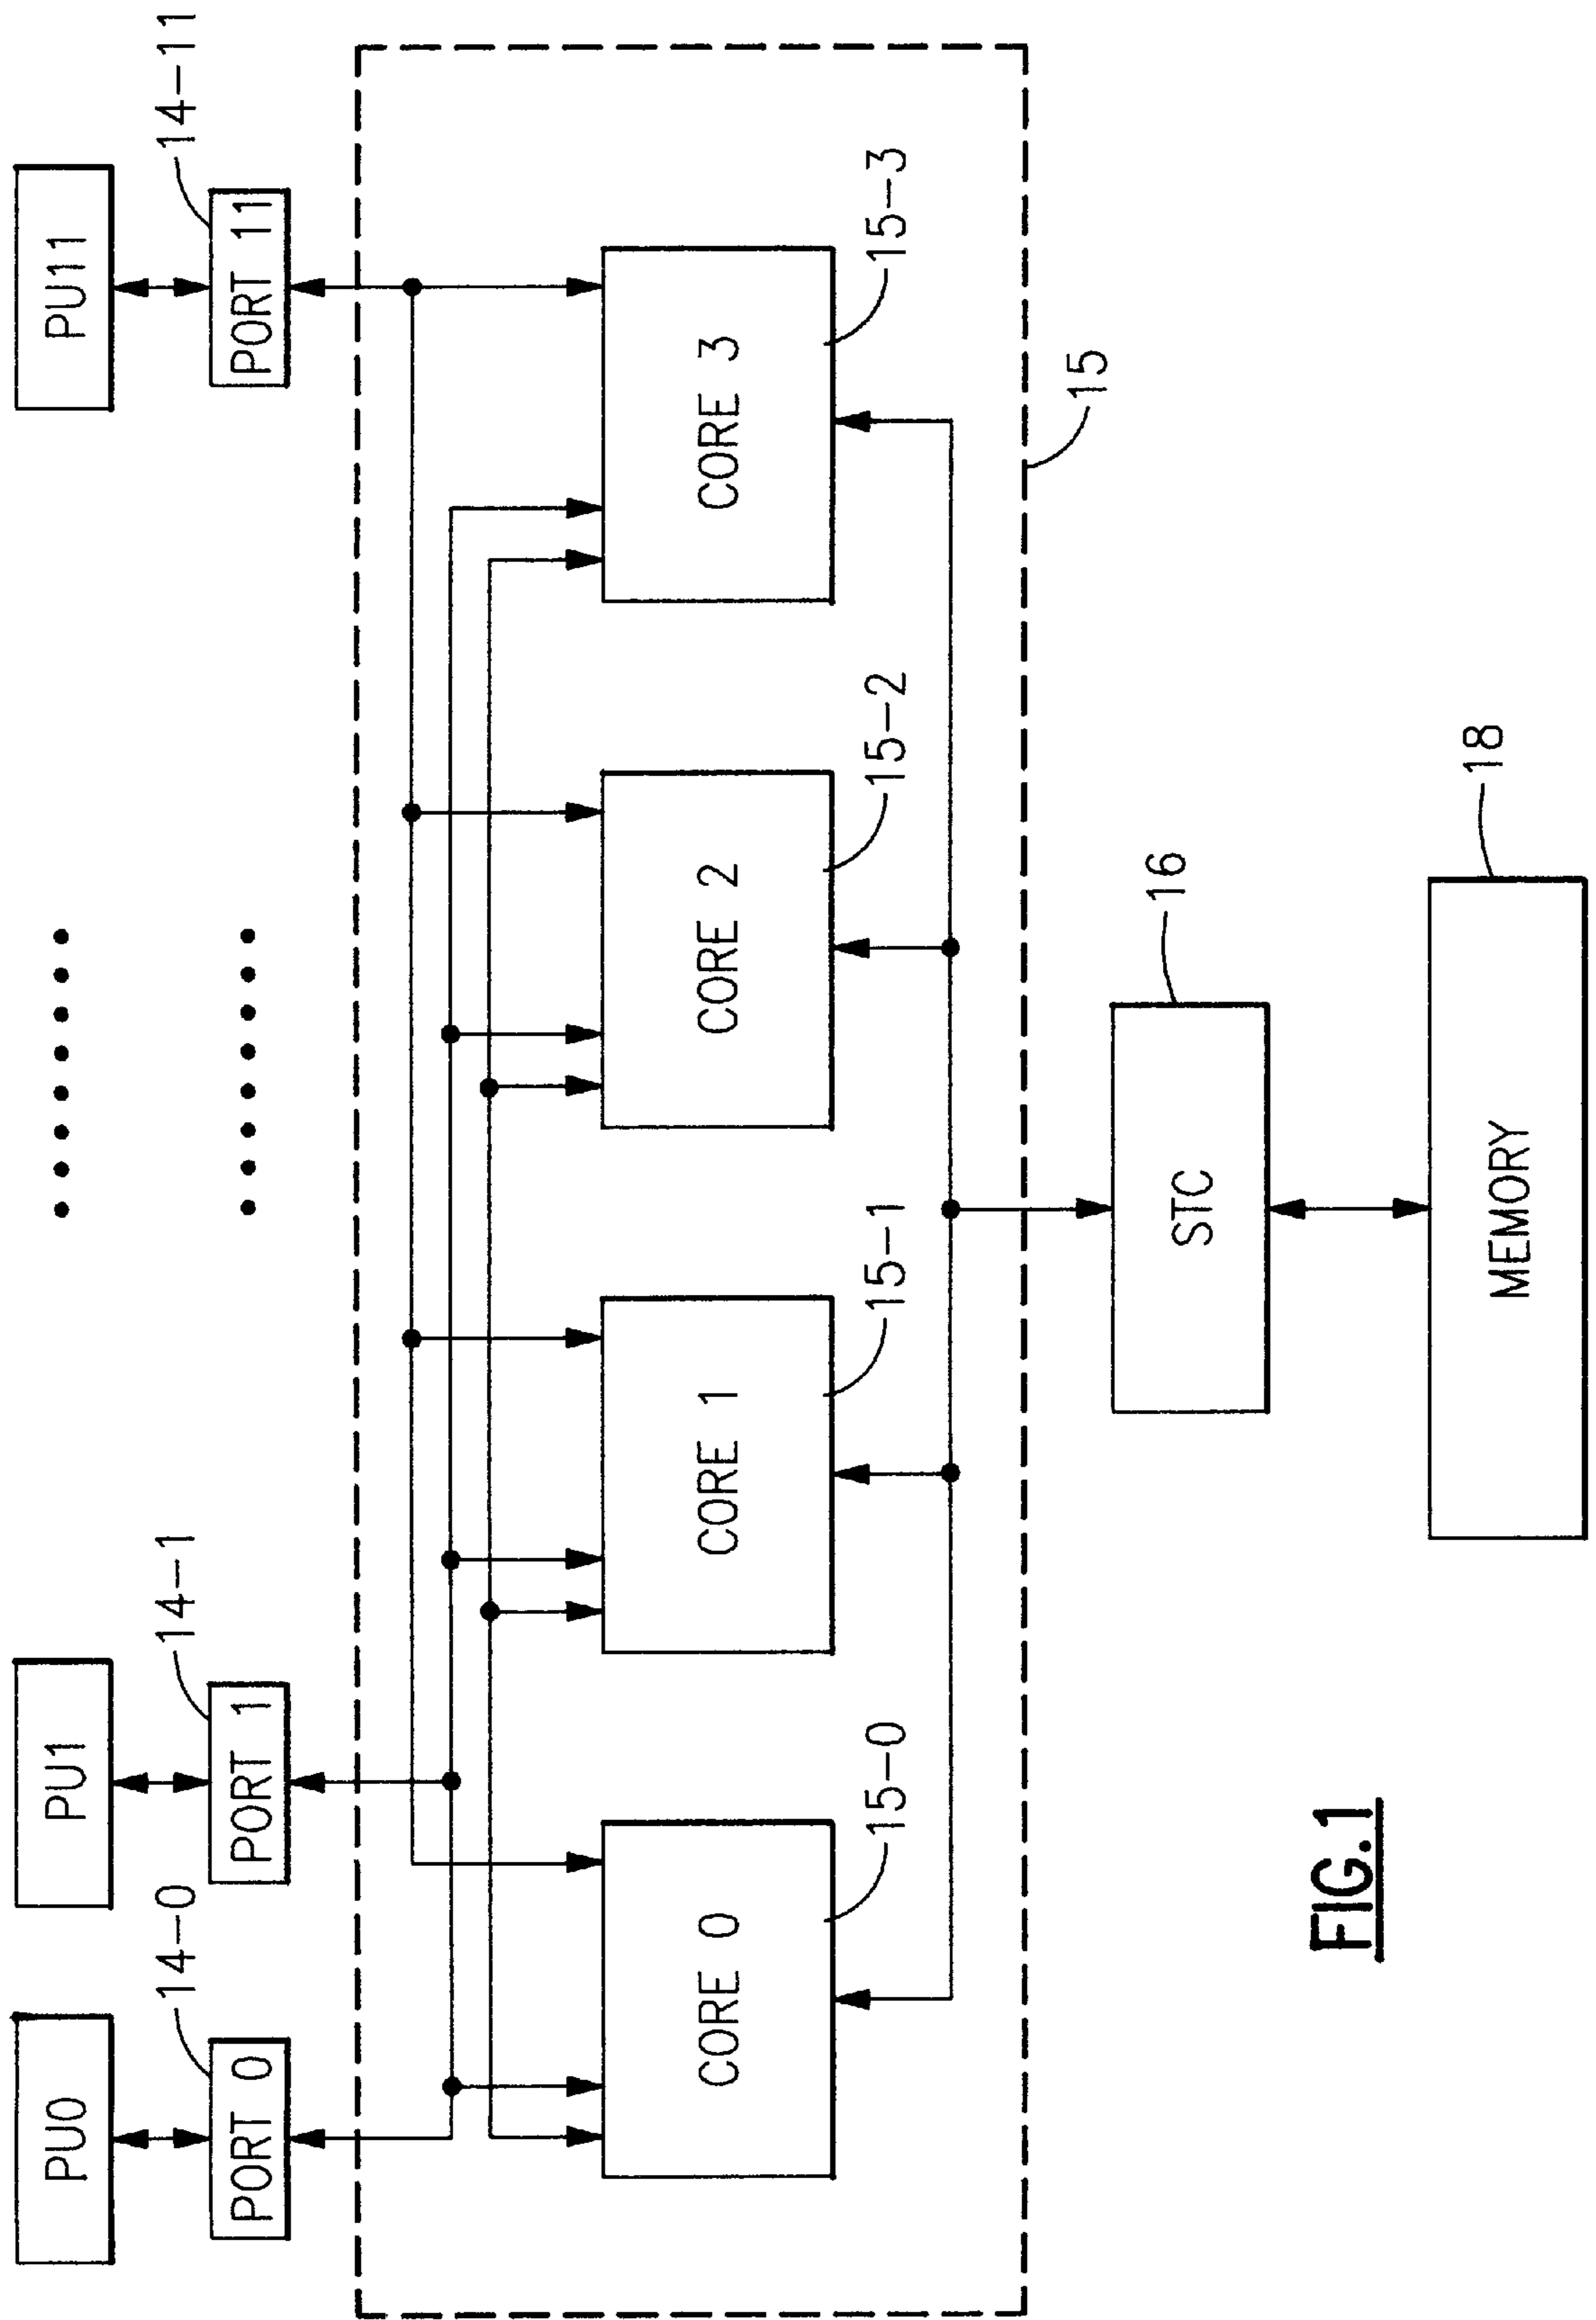 PU0
PU1
PU11
14-0
14-1
14-11
PORT 0
PORT 1
PORT 11
CORE 0
CORE 1
CORE 2
CORE 3
15-0
15-1
15-2
15-3
15
STC
16
MEMORY
18
FIG.1